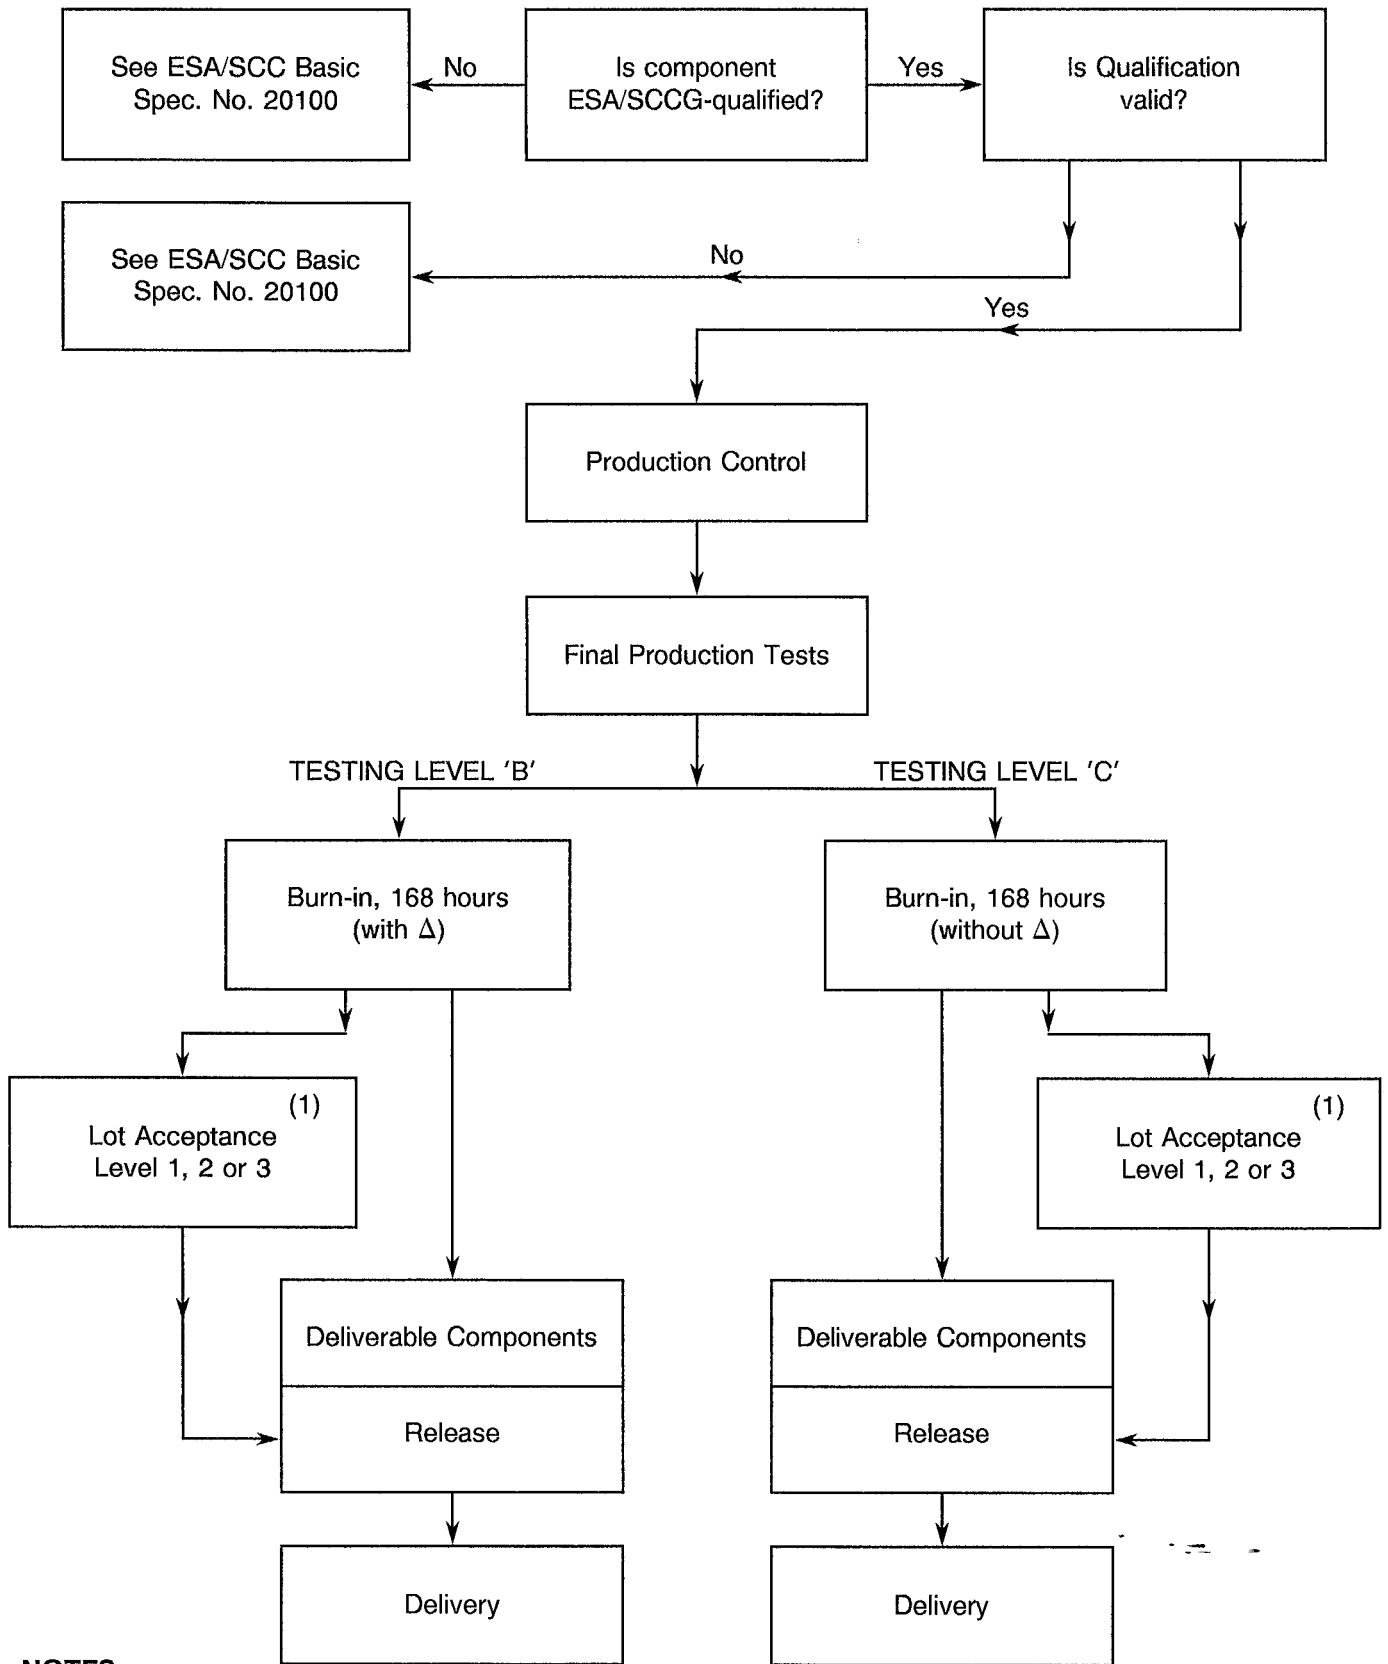 See ESA/SCC Basic
Spec. No. 20100
No
Is component
ESA/SCCG-qualified?
Yes
Is Qualification
valid?
See ESA/SCC Basic
Spec. No. 20100
No
Yes
Production Control
Final Production Tests
TESTING LEVEL 'B'
TESTING LEVEL 'C'
Burn-in, 168 hours
(with Δ)
Burn-in, 168 hours
(without Δ)
(1)
Lot Acceptance
Level 1, 2 or 3
(1)
Lot Acceptance
Level 1, 2 or 3
Deliverable Components
Release
Deliverable Components
Release
Delivery
Delivery